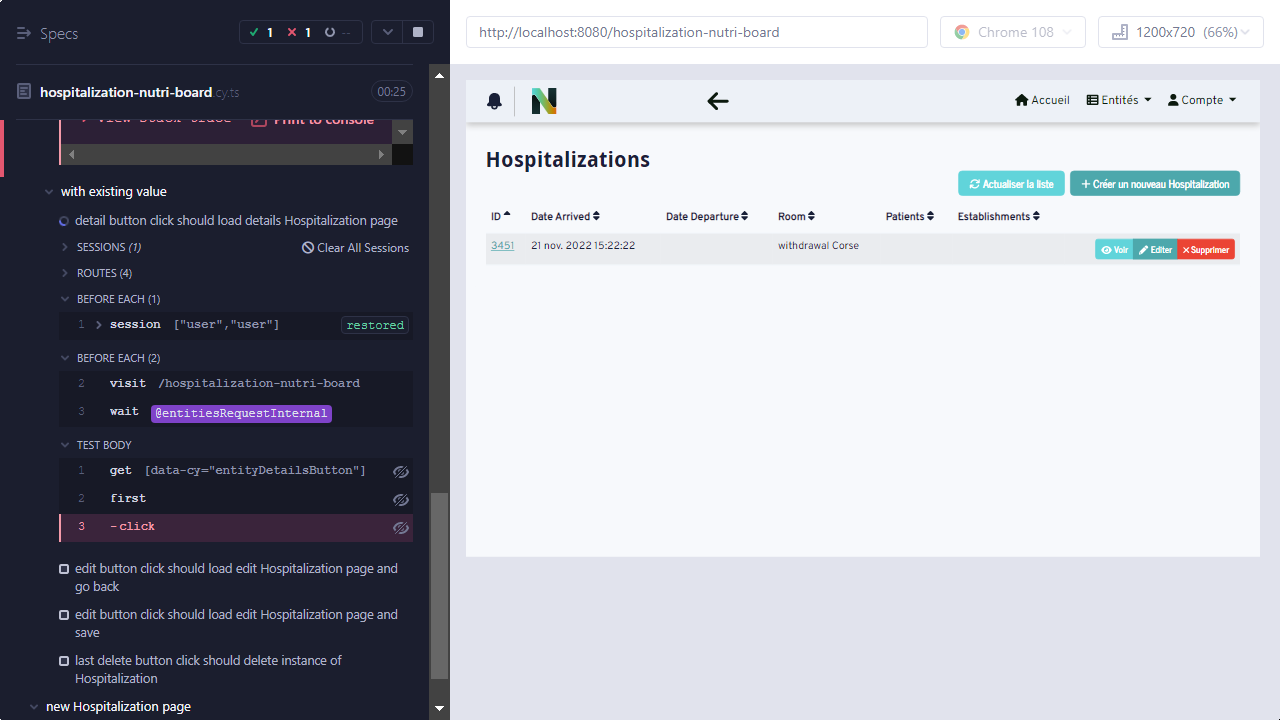 Specs
1
1
--
hospitalization-nutri-board.cy.ts
00:25
View stack trace
Print to console
with existing value
detail button click should load details Hospitalization page
SESSIONS (1)
Clear All Sessions
ROUTES (4)
BEFORE EACH (1)
1 session ["user","user"] restored
BEFORE EACH (2)
2 visit /hospitalization-nutri-board
3 wait @entitiesRequestInternal
TEST BODY
1 get [data-cy="entityDetailsButton"]
2 first
3 -click
edit button click should load edit Hospitalization page and
go back
edit button click should load edit Hospitalization page and
save
last delete button click should delete instance of
Hospitalization
new Hospitalization page
http://localhost:8080/hospitalization-nutri-board
Chrome 108
1200x720 (66%)
N
Accueil
Entités
Compte
Hospitalizations
Actualiser la liste
+ Créer un nouveau Hospitalization
ID Date Arrived Date Departure Room Patients Establishments
3451 21 nov. 2022 15:22:22 withdrawal Corse Voir Editer Supprimer